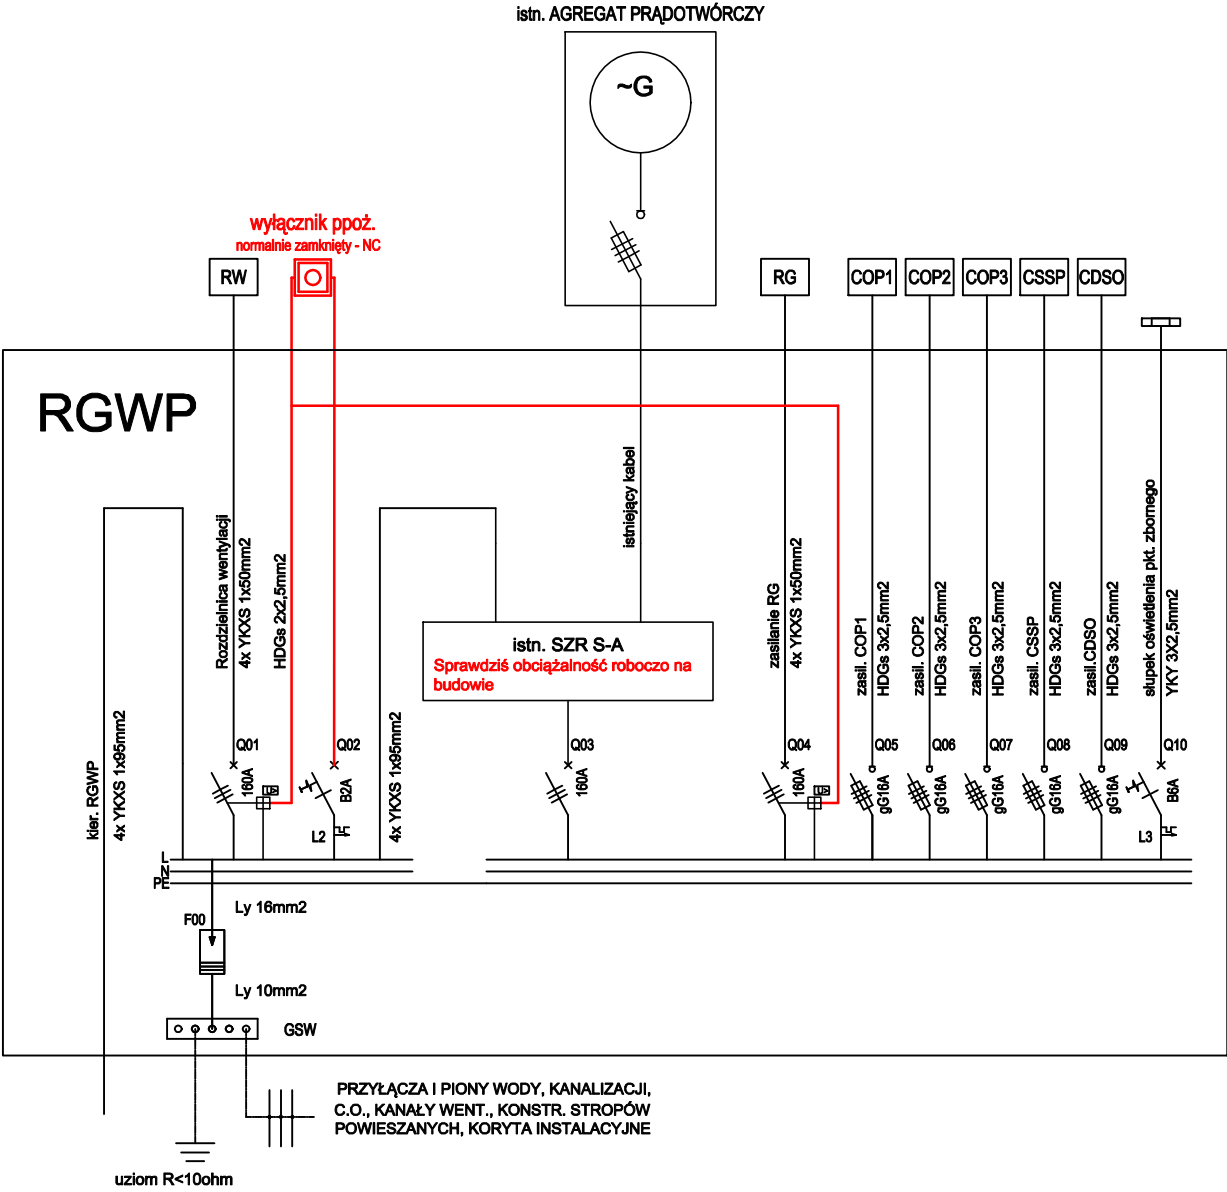 istn. AGREGAT PRĄDOTWÓRCZY
~G
wyłącznik ppoż.
normalnie zamknięty - NC
RW
RG
COP1
COP2
COP3
CSSP
CDSO
RGWP
kier. RGWP
4x YKXS 1x95mm2
Rozdzielnica wentylacji
4x YKXS 1x50mm2
HDGs 2x2,5mm2
4x YKXS 1x95mm2
istniejący kabel
istn. SZR S-A
Sprawdziś obciążalność roboczo na
budowie
zasilanie RG
4x YKXS 1x50mm2
zasil. COP1
HDGs 3x2,5mm2
zasil. COP2
HDGs 3x2,5mm2
zasil. COP3
HDGs 3x2,5mm2
zasil. CSSP
HDGs 3x2,5mm2
zasil.CDSO
HDGs 3x2,5mm2
słupek oświetlenia pkt. zbornego
YKY 3X2,5mm2
Q01
160A
Q02
B2A
L2
Q03
160A
Q04
160A
Q05
gG16A
Q06
gG16A
Q07
gG16A
Q08
gG16A
Q09
gG16A
Q10
B6A
L3
L
N
PE
Ly 16mm2
F00
Ly 10mm2
GSW
PRZYŁĄCZA I PIONY WODY, KANALIZACJI,
C.O., KANAŁY WENT., KONSTR. STROPÓW
POWIESZANYCH, KORYTA INSTALACYJNE
uziom R<10ohm